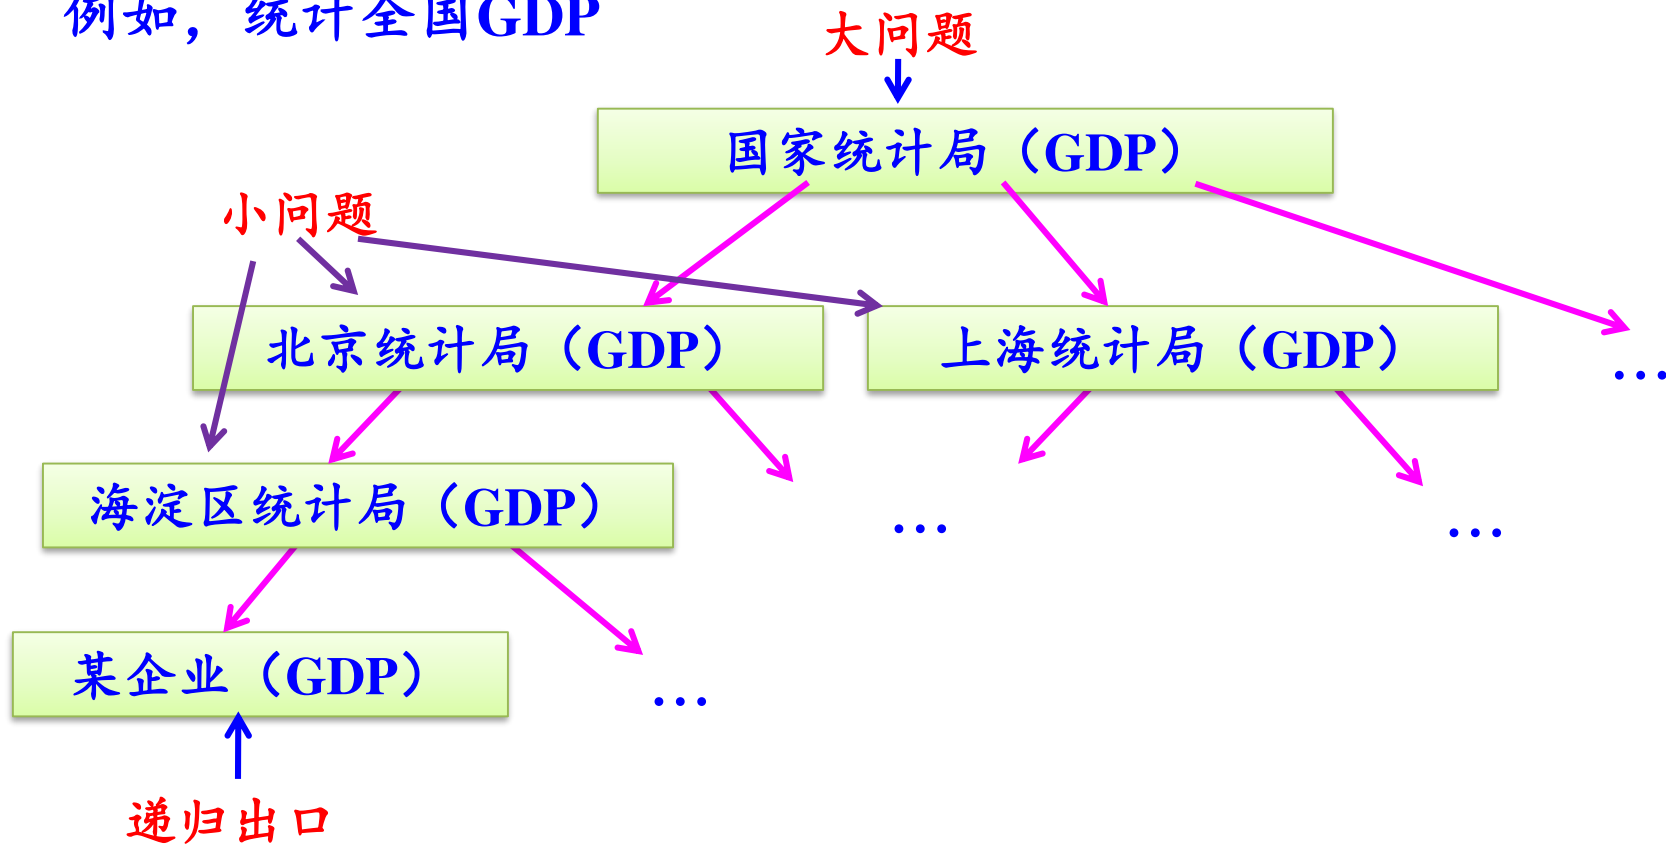 例如，统计全国GDP
大问题
国家统计局（GDP）
小问题
北京统计局（GDP）
上海统计局（GDP）
…
海淀区统计局（GDP）
…
…
某企业（GDP）
…
递归出口